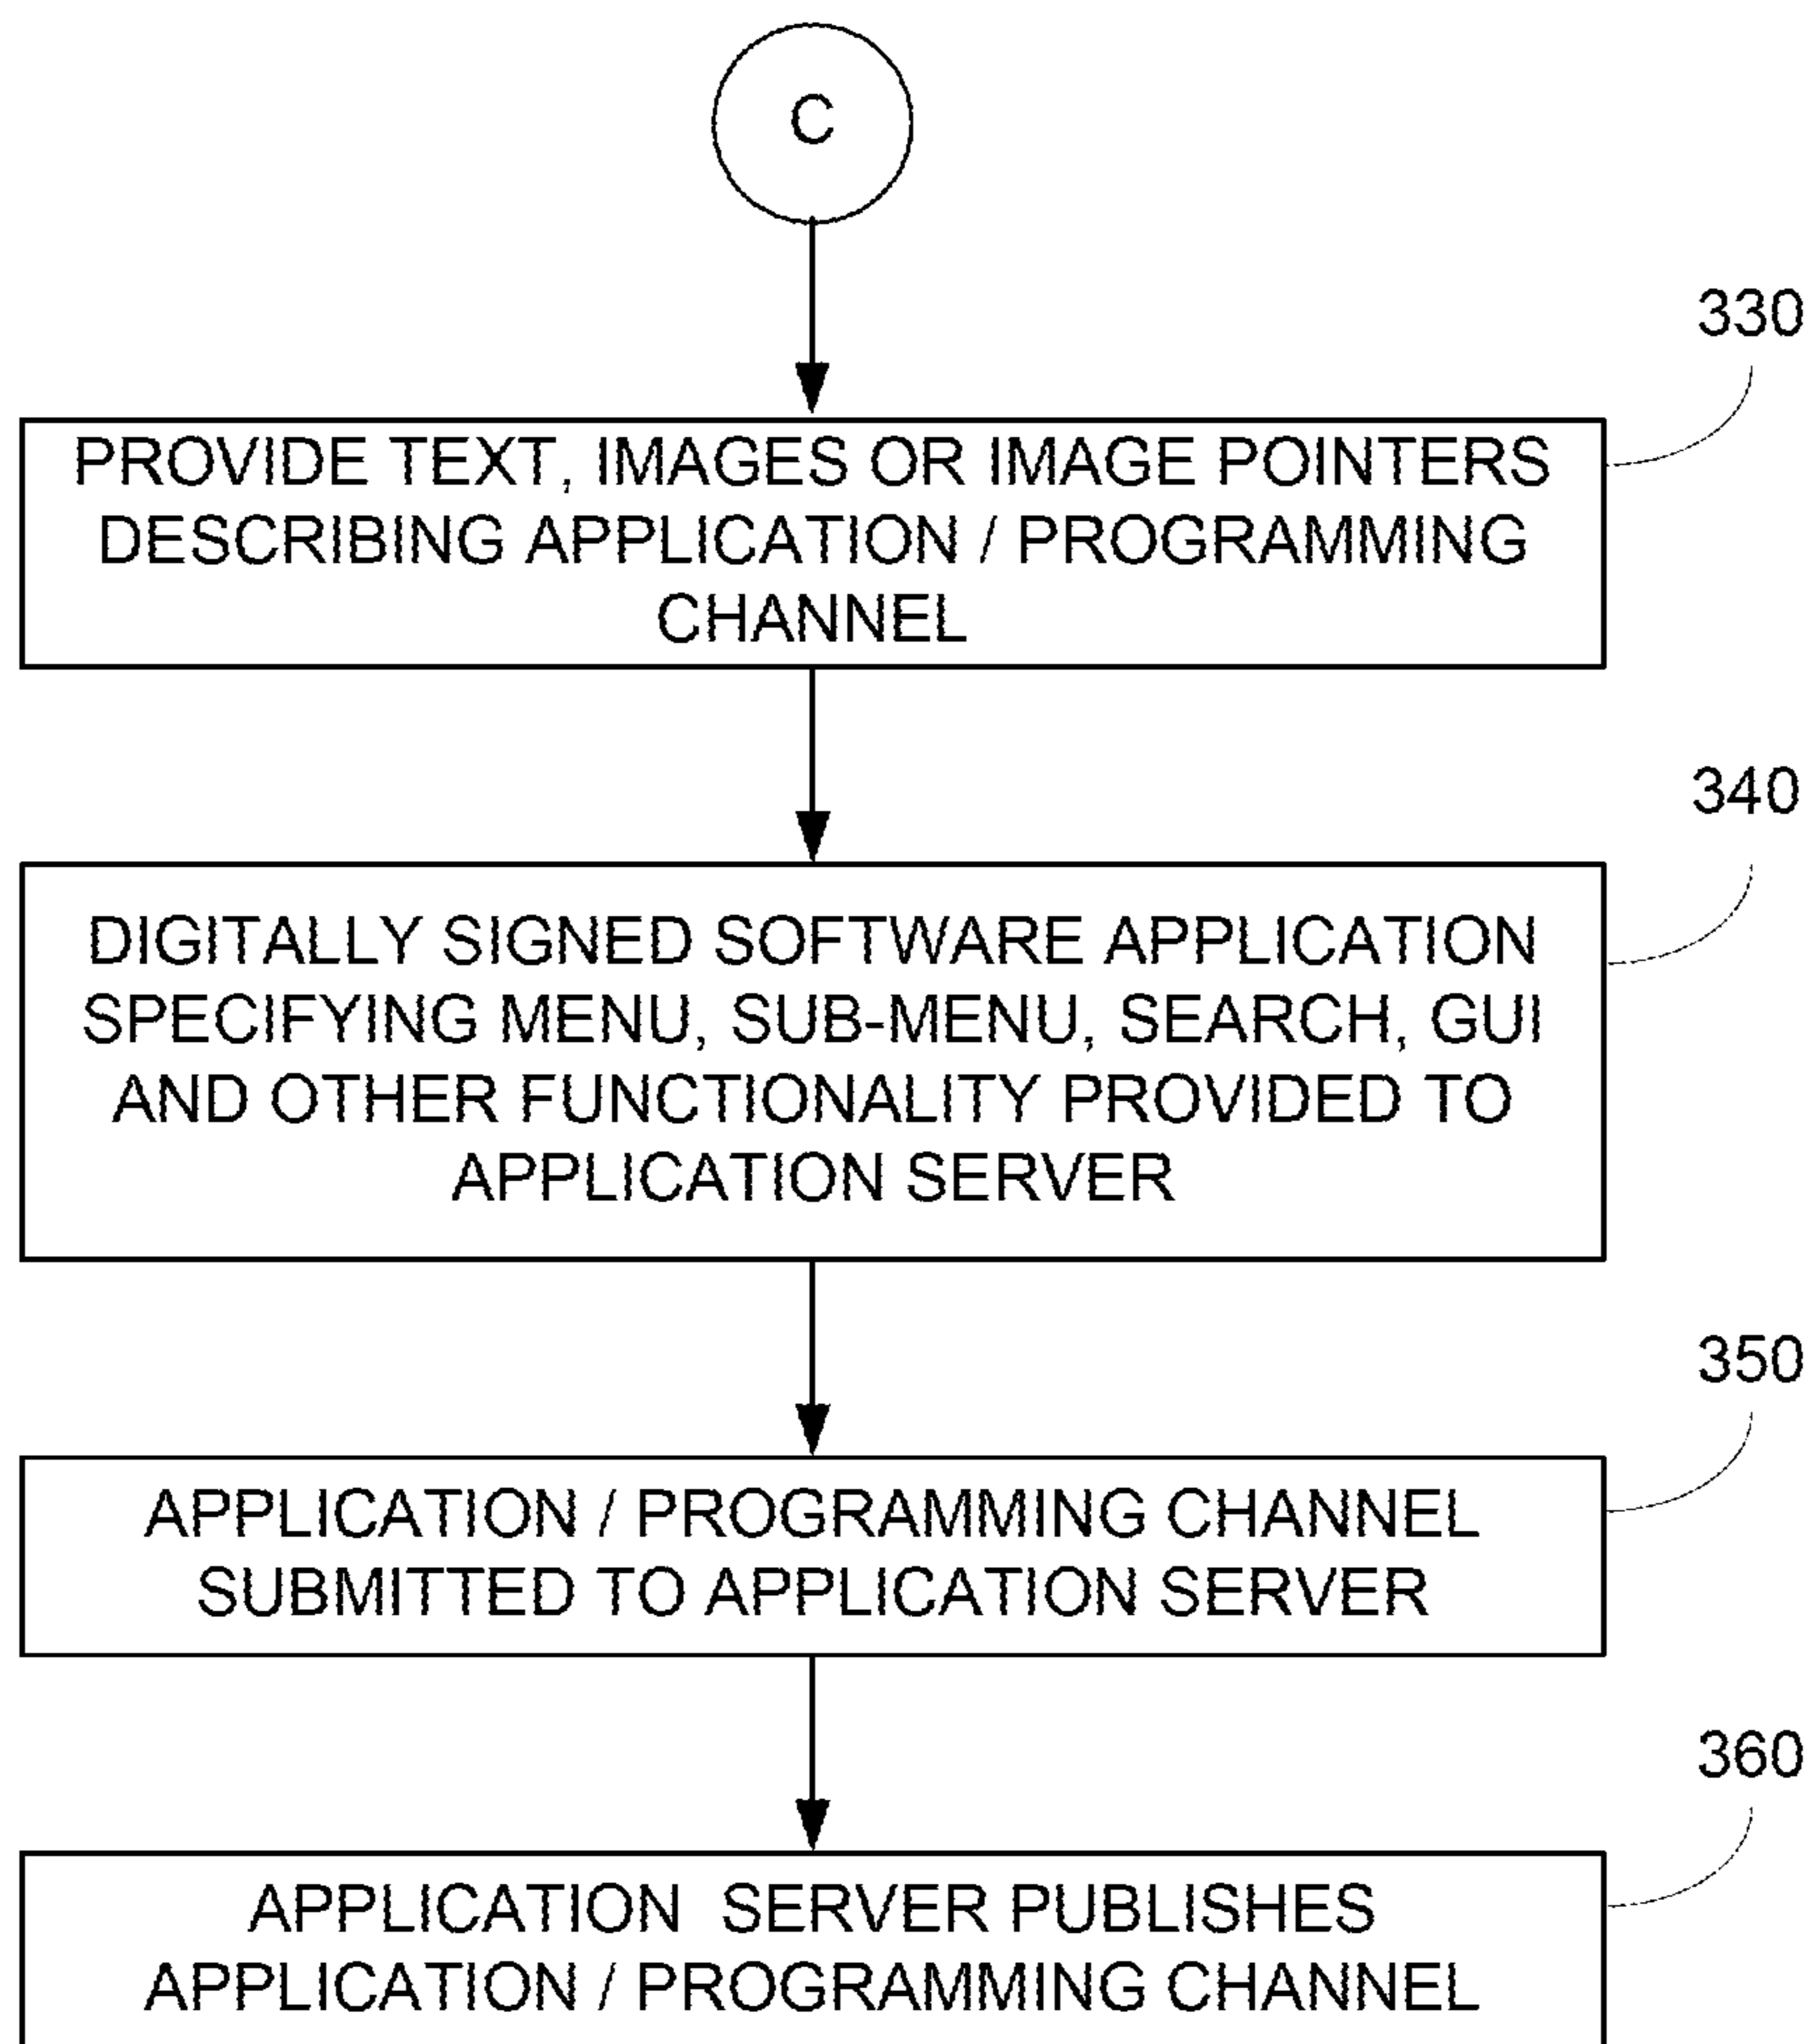 C
330
PROVIDE TEXT, IMAGES OR IMAGE POINTERS
DESCRIBING APPLICATION / PROGRAMMING
CHANNEL
340
DIGITALLY SIGNED SOFTWARE APPLICATION
SPECIFYING MENU, SUB-MENU, SEARCH, GUI
AND OTHER FUNCTIONALITY PROVIDED TO
APPLICATION SERVER
350
APPLICATION / PROGRAMMING CHANNEL
SUBMITTED TO APPLICATION SERVER
360
APPLICATION SERVER PUBLISHES
APPLICATION / PROGRAMMING CHANNEL